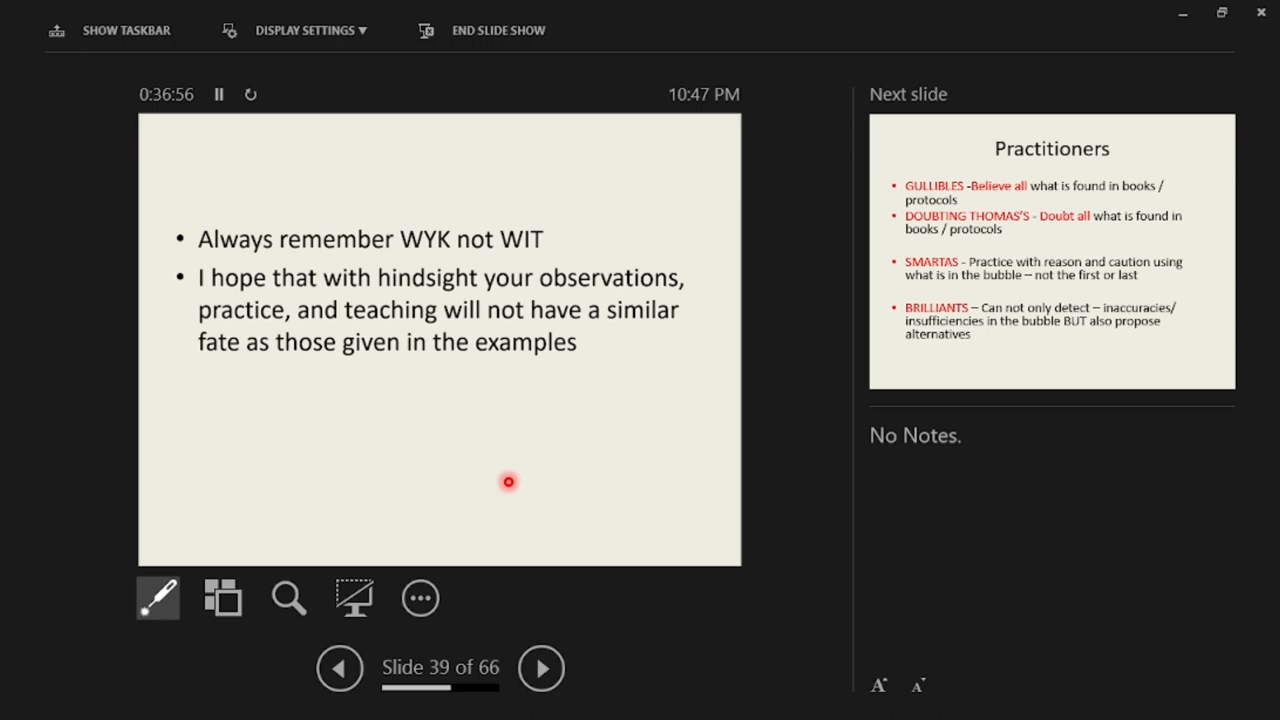 SHOW TASKBAR
DISPLAY SETTINGS ▼
END SLIDE SHOW
0:36:56
10:47 PM
• Always remember WYK not WIT
• I hope that with hindsight your observations,
practice, and teaching will not have a similar
fate as those given in the examples
Slide 39 of 66
Next slide
Practitioners
• GULLIBLES -Believe all what is found in books /
protocols
• DOUBTING THOMAS'S - Doubt all what is found in
books / protocols
• SMARTAS - Practice with reason and caution using
what is in the bubble – not the first or last
• BRILLIANTS – Can not only detect – inaccuracies/
insufficiencies in the bubble BUT also propose
alternatives
No Notes.
A A